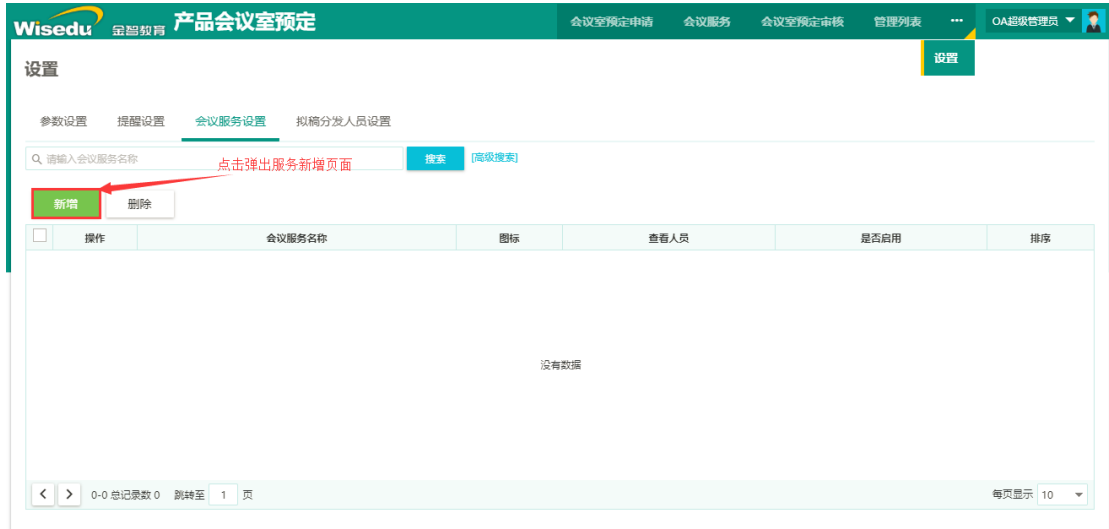 Wisedu 金智教育 产品会议室预定 会议室预定申请 会议服务 会议室预定审核 管理列表 ··· OA超级管理员
设置
设置
参数设置 提醒设置 会议服务设置 拟稿分发人员设置
请输入会议服务名称 搜索 [高级搜索]
点击弹出服务新增页面
新增 删除
操作 会议服务名称 图标 查看人员 是否启用 排序
没有数据
0-0 总记录数 0 跳转至 1 页 每页显示 10